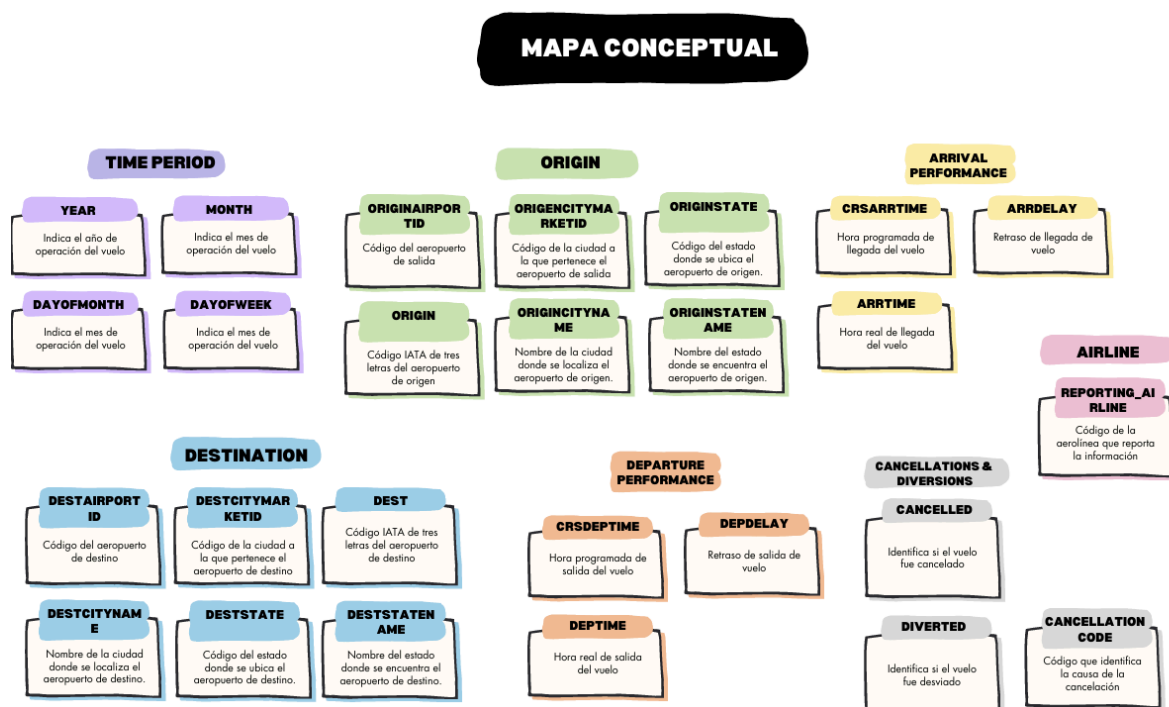 MAPA CONCEPTUAL
TIME PERIOD
YEAR
Indica el año de
operación del vuelo
MONTH
Indica el mes de
operación del vuelo
DAYOFMONTH
Indica el mes de
operación del vuelo
DAYOFWEEK
Indica el mes de
operación del vuelo
ORIGIN
ORIGINAIRPOR
TID
Código del aeropuerto
de salida
ORIGENCITYMA
RKETID
Código de la ciudad a
la que pertenece el
aeropuerto de salida
ORIGINSTATE
Código del estado
donde se ubica el
aeropuerto de origen.
ORIGIN
Código IATA de tres
letras del aeropuerto
de origen
ORIGINCITYNA
ME
Nombre de la ciudad
donde se localiza el
aeropuerto de origen.
ORIGINSTATEN
AME
Nombre del estado
donde se encuentra el
aeropuerto de origen.
ARRIVAL
PERFORMANCE
CRSARRTIME
Hora programada de
llegada del vuelo
ARRDELAY
Retraso de llegada de
vuelo
ARRTIME
Hora real de llegada
del vuelo
AIRLINE
REPORTING_AI
RLINE
Código de la
aerolínea que reporta
la información
DESTINATION
DESTAIRPORT
ID
Código del aeropuerto
de destino
DESTCITYMAR
KETID
Código de la ciudad a
la que pertenece el
aeropuerto de destino
DEST
Código IATA de tres
letras del aeropuerto
de destino
DESTCITYNAM
E
Nombre de la ciudad
donde se localiza el
aeropuerto de destino.
DESTSTATE
Código del estado
donde se ubica el
aeropuerto de destino.
DESTSTATEN
AME
Nombre del estado
donde se encuentra el
aeropuerto de destino.
DEPARTURE
PERFORMANCE
CRSDEPTIME
Hora programada de
salida del vuelo
DEPDELAY
Retraso de salida de
vuelo
DEPTIME
Hora real de salida
del vuelo
CANCELLATIONS &
DIVERSIONS
CANCELLED
Identifica si el vuelo
fue cancelado
DIVERTED
Identifica si el vuelo
fue desviado
CANCELLATION
CODE
Código que identifica
la causa de la
cancelación